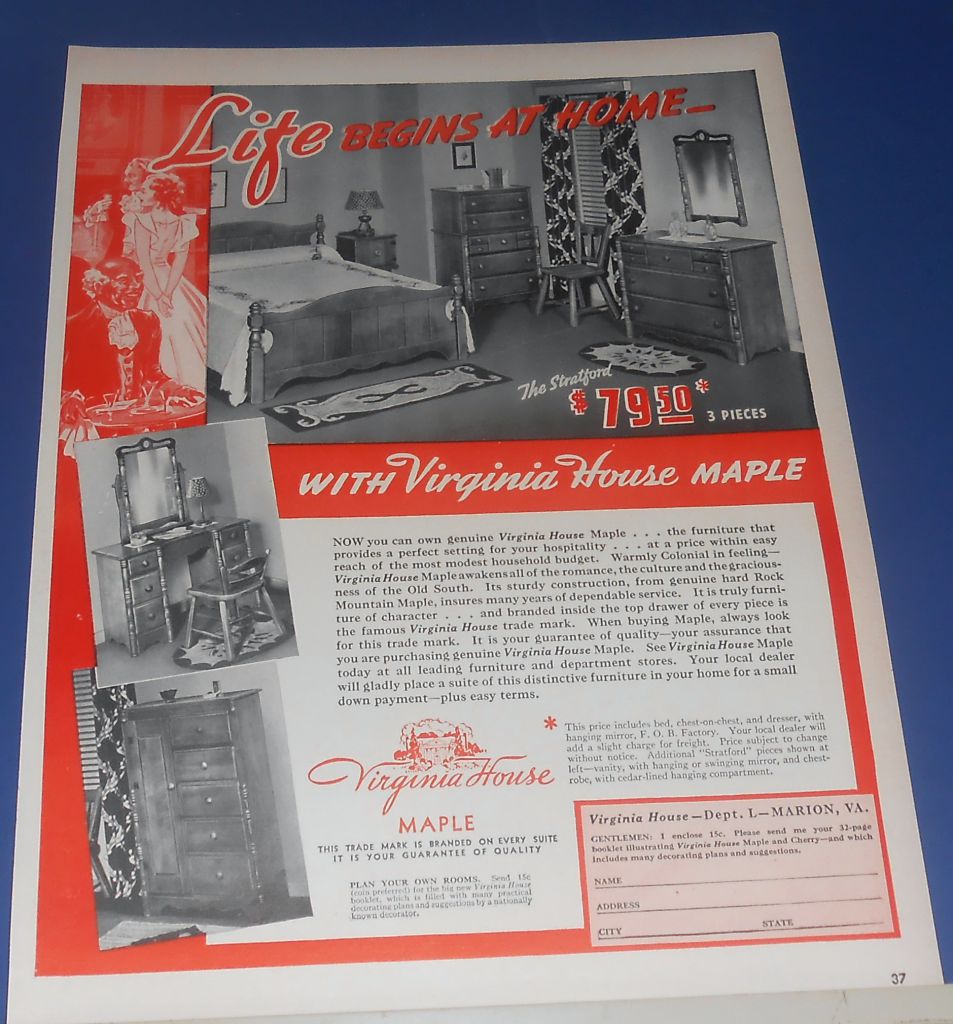 Life BEGINS AT HOME—
The Stratford
$79.50* 3 PIECES
WITH Virginia House MAPLE
NOW you can own genuine Virginia House Maple . . . the furniture that
provides a perfect setting for your hospitality . . . at a price within easy
reach of the most modest household budget. Warmly Colonial in feeling—
Virginia House Maple awakens all of the romance, the culture and the gracious-
ness of the Old South. Its sturdy construction, from genuine hard Rock
Mountain Maple, insures many years of dependable service. It is truly furni-
ture of character . . . and branded inside the top drawer of every piece is
the famous Virginia House trade mark. When buying Maple, always look
for this trade mark. It is your guarantee of quality—your assurance that
you are purchasing genuine Virginia House Maple. See Virginia House Maple
today at all leading furniture and department stores. Your local dealer
will gladly place a suite of this distinctive furniture in your home for a small
down payment—plus easy terms.
* This price includes bed, chest-on-chest, and dresser, with
hanging mirror, F. O. B. Factory. Your local dealer will
add a slight charge for freight. Price subject to change
without notice. Additional "Stratford" pieces shown at
left—vanity, with hanging or swinging mirror, and chest-
robe, with cedar-lined hanging compartment.
Virginia House
MAPLE
THIS TRADE MARK IS BRANDED ON EVERY SUITE
IT IS YOUR GUARANTEE OF QUALITY
PLAN YOUR OWN ROOMS. Send 15c
(coin preferred) for the big new Virginia House
booklet, which is filled with many practical
decorating plans and suggestions by a nationally
known decorator.
Virginia House—Dept. L—MARION, VA.
GENTLEMEN: I enclose 15c. Please send me your 32-page
booklet illustrating Virginia House Maple and Cherry—and which
includes many decorating plans and suggestions.
NAME
ADDRESS
CITY STATE
37